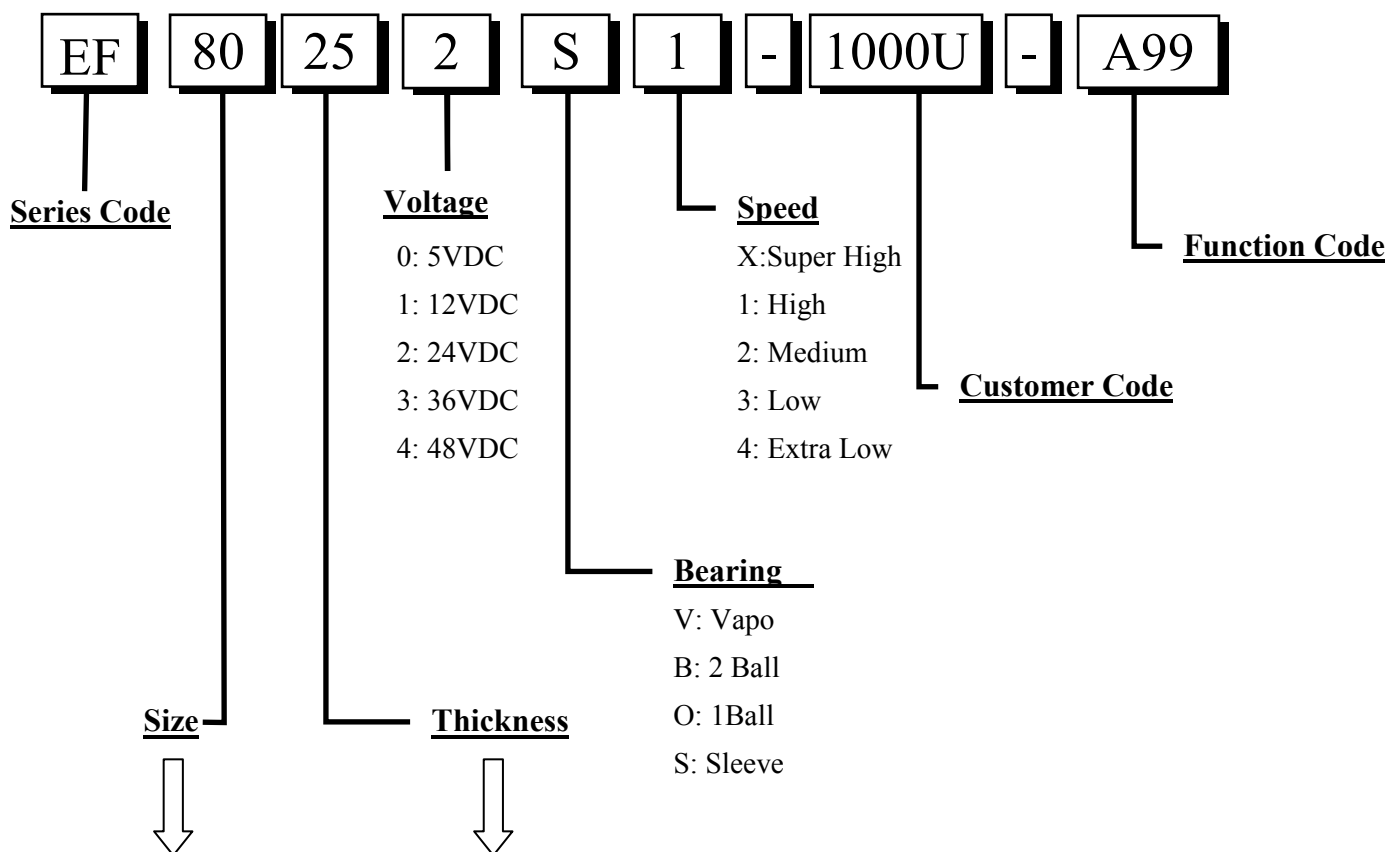 EF 80 25 2 S 1 - 1000U - A99
Series Code
Voltage
0: 5VDC
1: 12VDC
2: 24VDC
3: 36VDC
4: 48VDC
Speed
X:Super High
1: High
2: Medium
3: Low
4: Extra Low
Function Code
Customer Code
Bearing
V: Vapo
B: 2 Ball
O: 1Ball
S: Sleeve
Size
Thickness